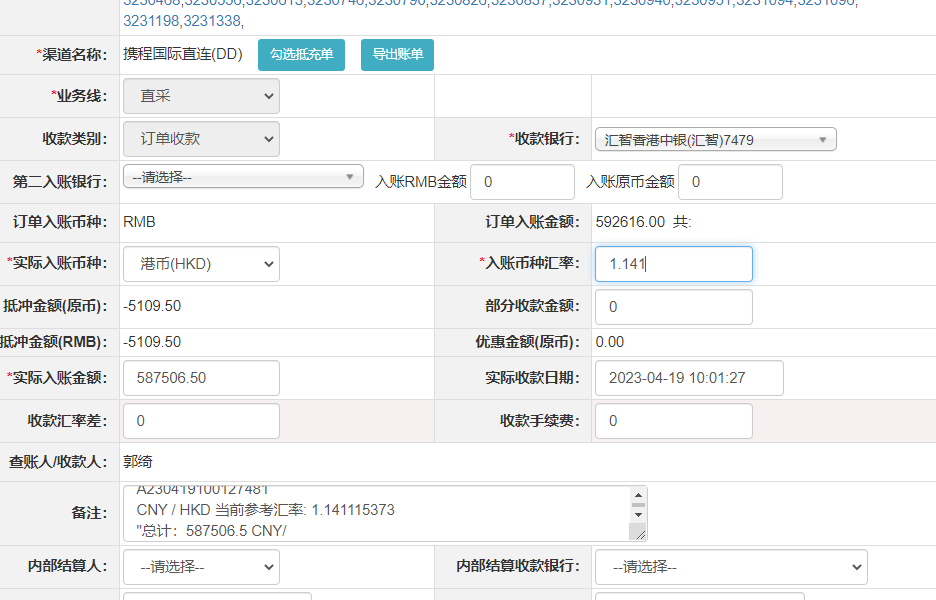 3231198,3231338,
*渠道名称: 携程国际直连(DD) 勾选抵充单 导出账单
*业务线: 直采
收款类别: 订单收款 *收款银行: 汇智香港中银(汇智)7479
第二入账银行: --请选择-- 入账RMB金额 0 入账原币金额 0
订单入账币种: RMB 订单入账金额: 592616.00 共:
*实际入账币种: 港币(HKD) *入账币种汇率: 1.141
抵冲金额(原币): -5109.50 部分收款金额: 0
抵冲金额(RMB): -5109.50 优惠金额(原币): 0.00
*实际入账金额: 587506.50 实际收款日期: 2023-04-19 10:01:27
收款汇率差: 0 收款手续费: 0
查账人/收款人: 郭绮
A230419100127481
备注: CNY / HKD 当前参考汇率: 1.141115373
"总计：587506.5 CNY/
内部结算人: --请选择-- 内部结算收款银行: --请选择--